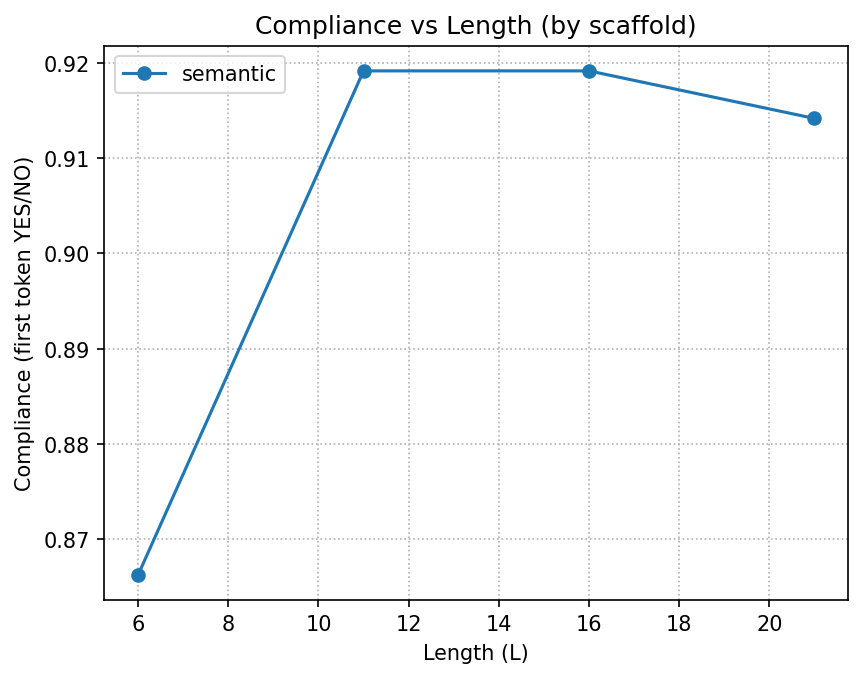 Compliance vs Length (by scaffold)
semantic
Compliance (first token YES/NO)
0.92
0.91
0.90
0.89
0.88
0.87
6 8 10 12 14 16 18 20
Length (L)